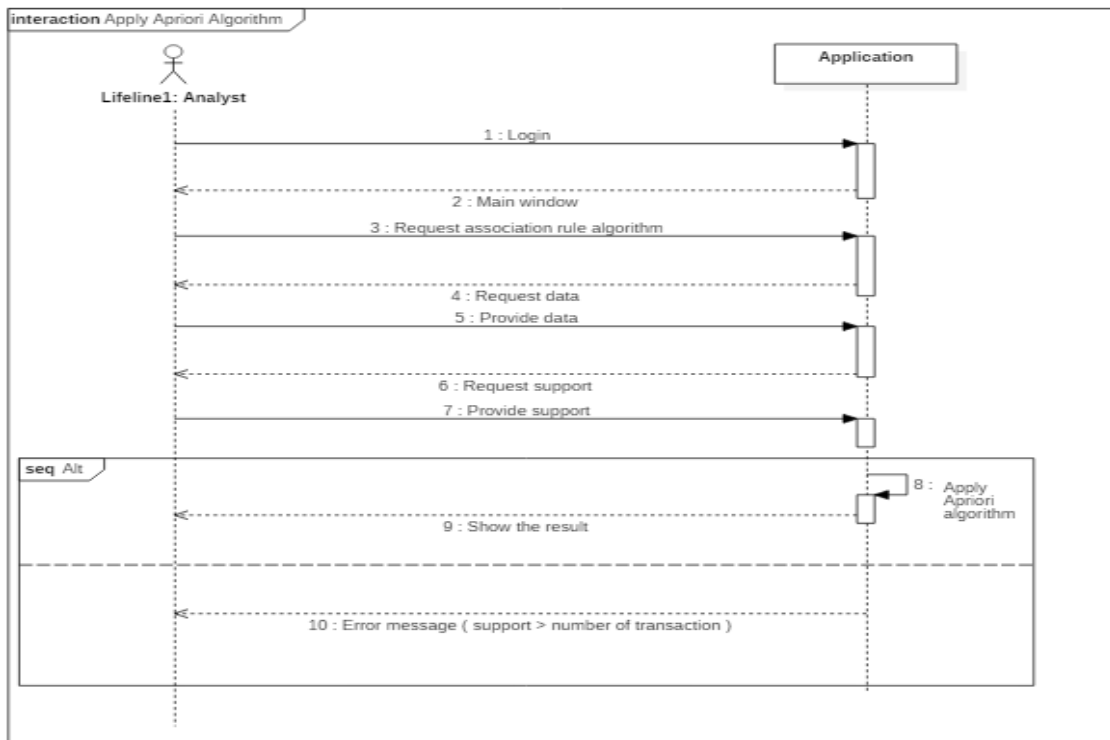 interaction Apply Apriori Algorithm
Application
Lifeline1: Analyst
1 : Login
2 : Main window
3 : Request association rule algorithm
4 : Request data
5 : Provide data
6 : Request support
7 : Provide support
seq Alt
8 : Apply
Apriori
algorithm
9 : Show the result
10 : Error message ( support > number of transaction )